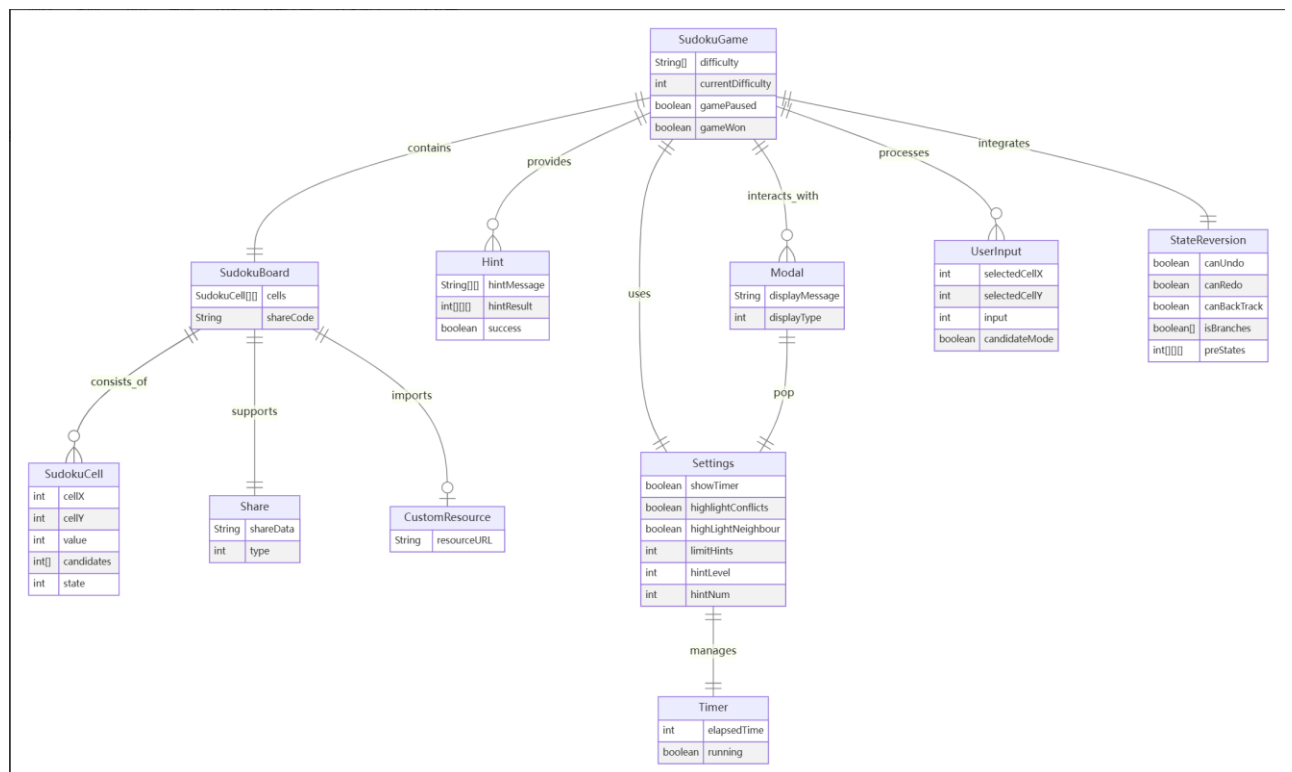 SudokuGame
String[] difficulty
int currentDifficulty
boolean gamePaused
boolean gameWon
contains
provides
uses
interacts_with
processes
integrates
SudokuBoard
SudokuCell[][] cells
String shareCode
Hint
String[][] hintMessage
int[][][] hintResult
boolean success
Modal
String displayMessage
int displayType
UserInput
int selectedCellX
int selectedCellY
int input
boolean candidateMode
StateReversion
boolean canUndo
boolean canRedo
boolean canBackTrack
boolean[] isBranches
int[][][] preStates
consists_of
supports
imports
pop
SudokuCell
int cellX
int cellY
int value
int[] candidates
int state
Share
String shareData
int type
CustomResource
String resourceURL
Settings
boolean showTimer
boolean highlightConflicts
boolean highLightNeighbour
int limitHints
int hintLevel
int hintNum
manages
Timer
int elapsedTime
boolean running